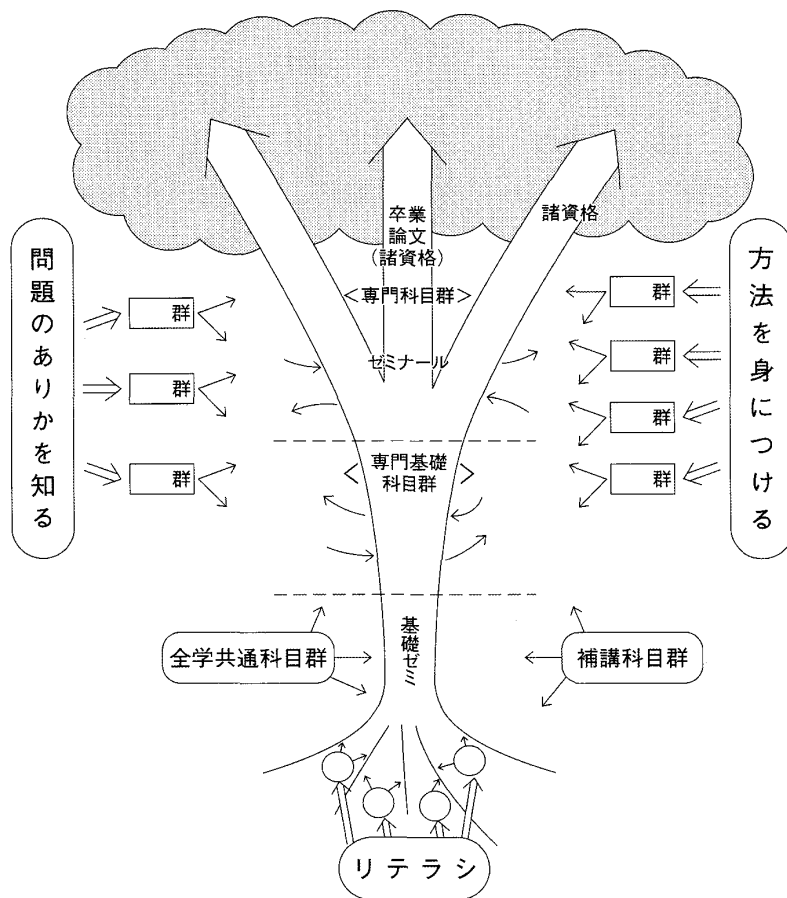 卒業
論文
(諸資格)
諸資格
<専門科目群>
ゼミナール
問題のありかを知る
群
群
群
方法を身につける
群
群
群
群
<専門基礎
科目群>
基礎ゼミ
全学共通科目群
補講科目群
リテラシ